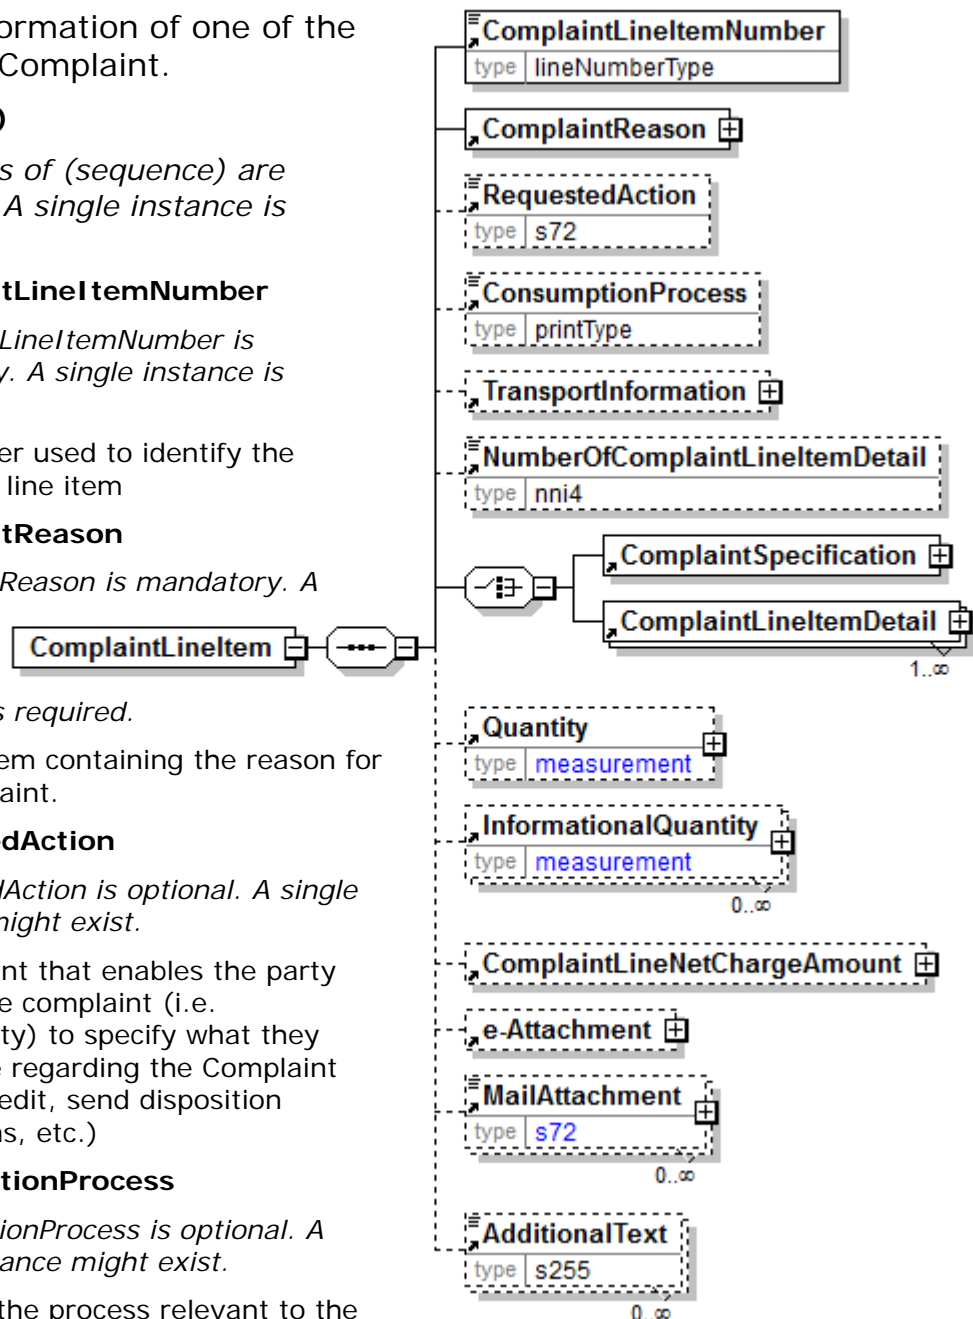 ormation of one of the
Complaint.
)
s of (sequence) are
A single instance is
tLineItemNumber
LineItemNumber is
y. A single instance is
er used to identify the
line item
tReason
Reason is mandatory. A
ComplaintLineItem
s required.
em containing the reason for
aint.
dAction
dAction is optional. A single
might exist.
nt that enables the party
e complaint (i.e.
ty) to specify what they
e regarding the Complaint
edit, send disposition
ns, etc.)
tionProcess
tionProcess is optional. A
ance might exist.
the process relevant to the
ComplaintLineItemNumber
type lineNumberType
ComplaintReason
RequestedAction
type s72
ConsumptionProcess
type printType
TransportInformation
NumberOfComplaintLineItemDetail
type nni4
ComplaintSpecification
ComplaintLineItemDetail
1..∞
Quantity
type measurement
InformationalQuantity
type measurement
0..∞
ComplaintLineNetChargeAmount
e-Attachment
MailAttachment
type s72
0..∞
AdditionalText
type s255
0..∞